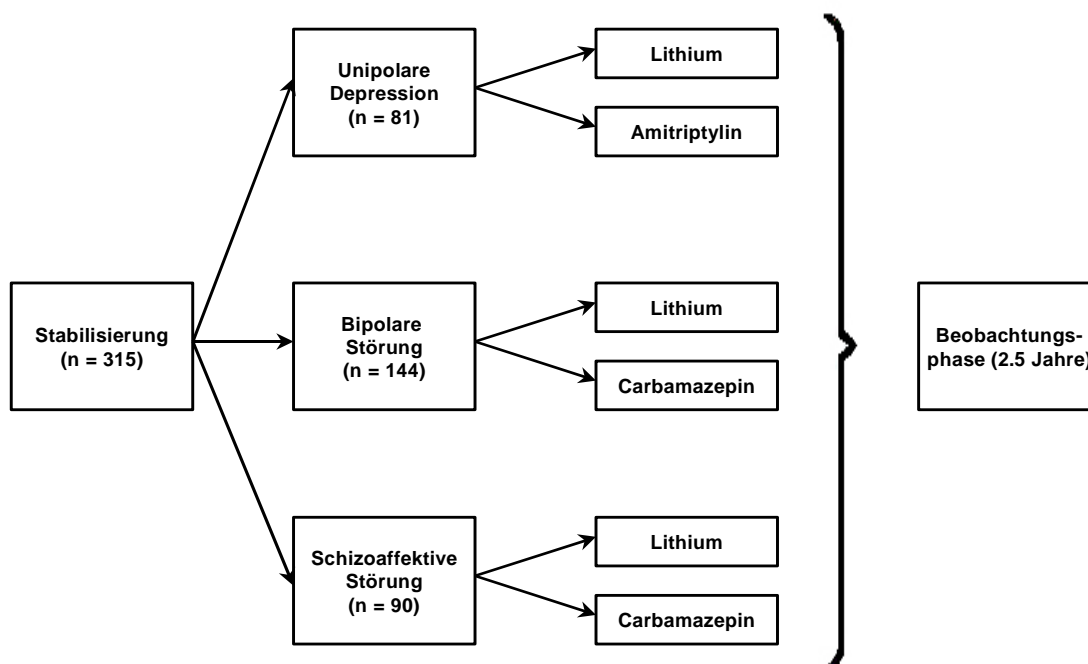 Stabilisierung
(n = 315)
Unipolare
Depression
(n = 81)
Lithium
Amitriptylin
Bipolare
Störung
(n = 144)
Lithium
Carbamazepin
Schizoaffektive
Störung
(n = 90)
Lithium
Carbamazepin
Beobachtungs-
phase (2.5 Jahre)